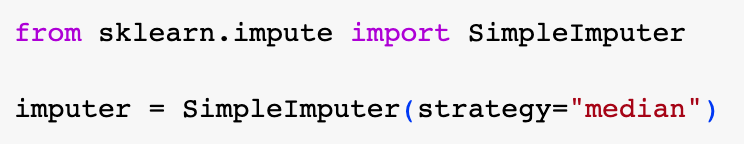 from sklearn.impute import SimpleImputer
imputer = SimpleImputer(strategy="median")